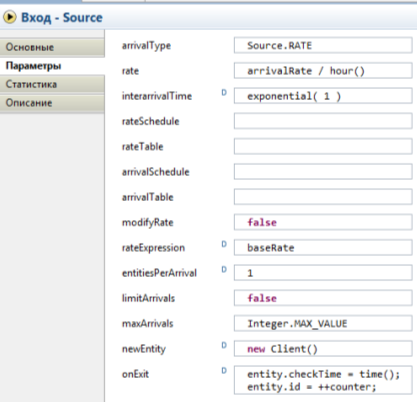 Вход - Source
Основные
Параметры
Статистика
Описание
arrivalType Source.RATE
rate arrivalRate / hour()
interarrivalTime D exponential( 1 )
rateSchedule
rateTable
arrivalSchedule
arrivalTable
modifyRate false
rateExpression D baseRate
entitiesPerArrival D 1
limitArrivals false
maxArrivals Integer.MAX_VALUE
newEntity D new Client()
onExit D entity.checkTime = time();
entity.id = ++counter;